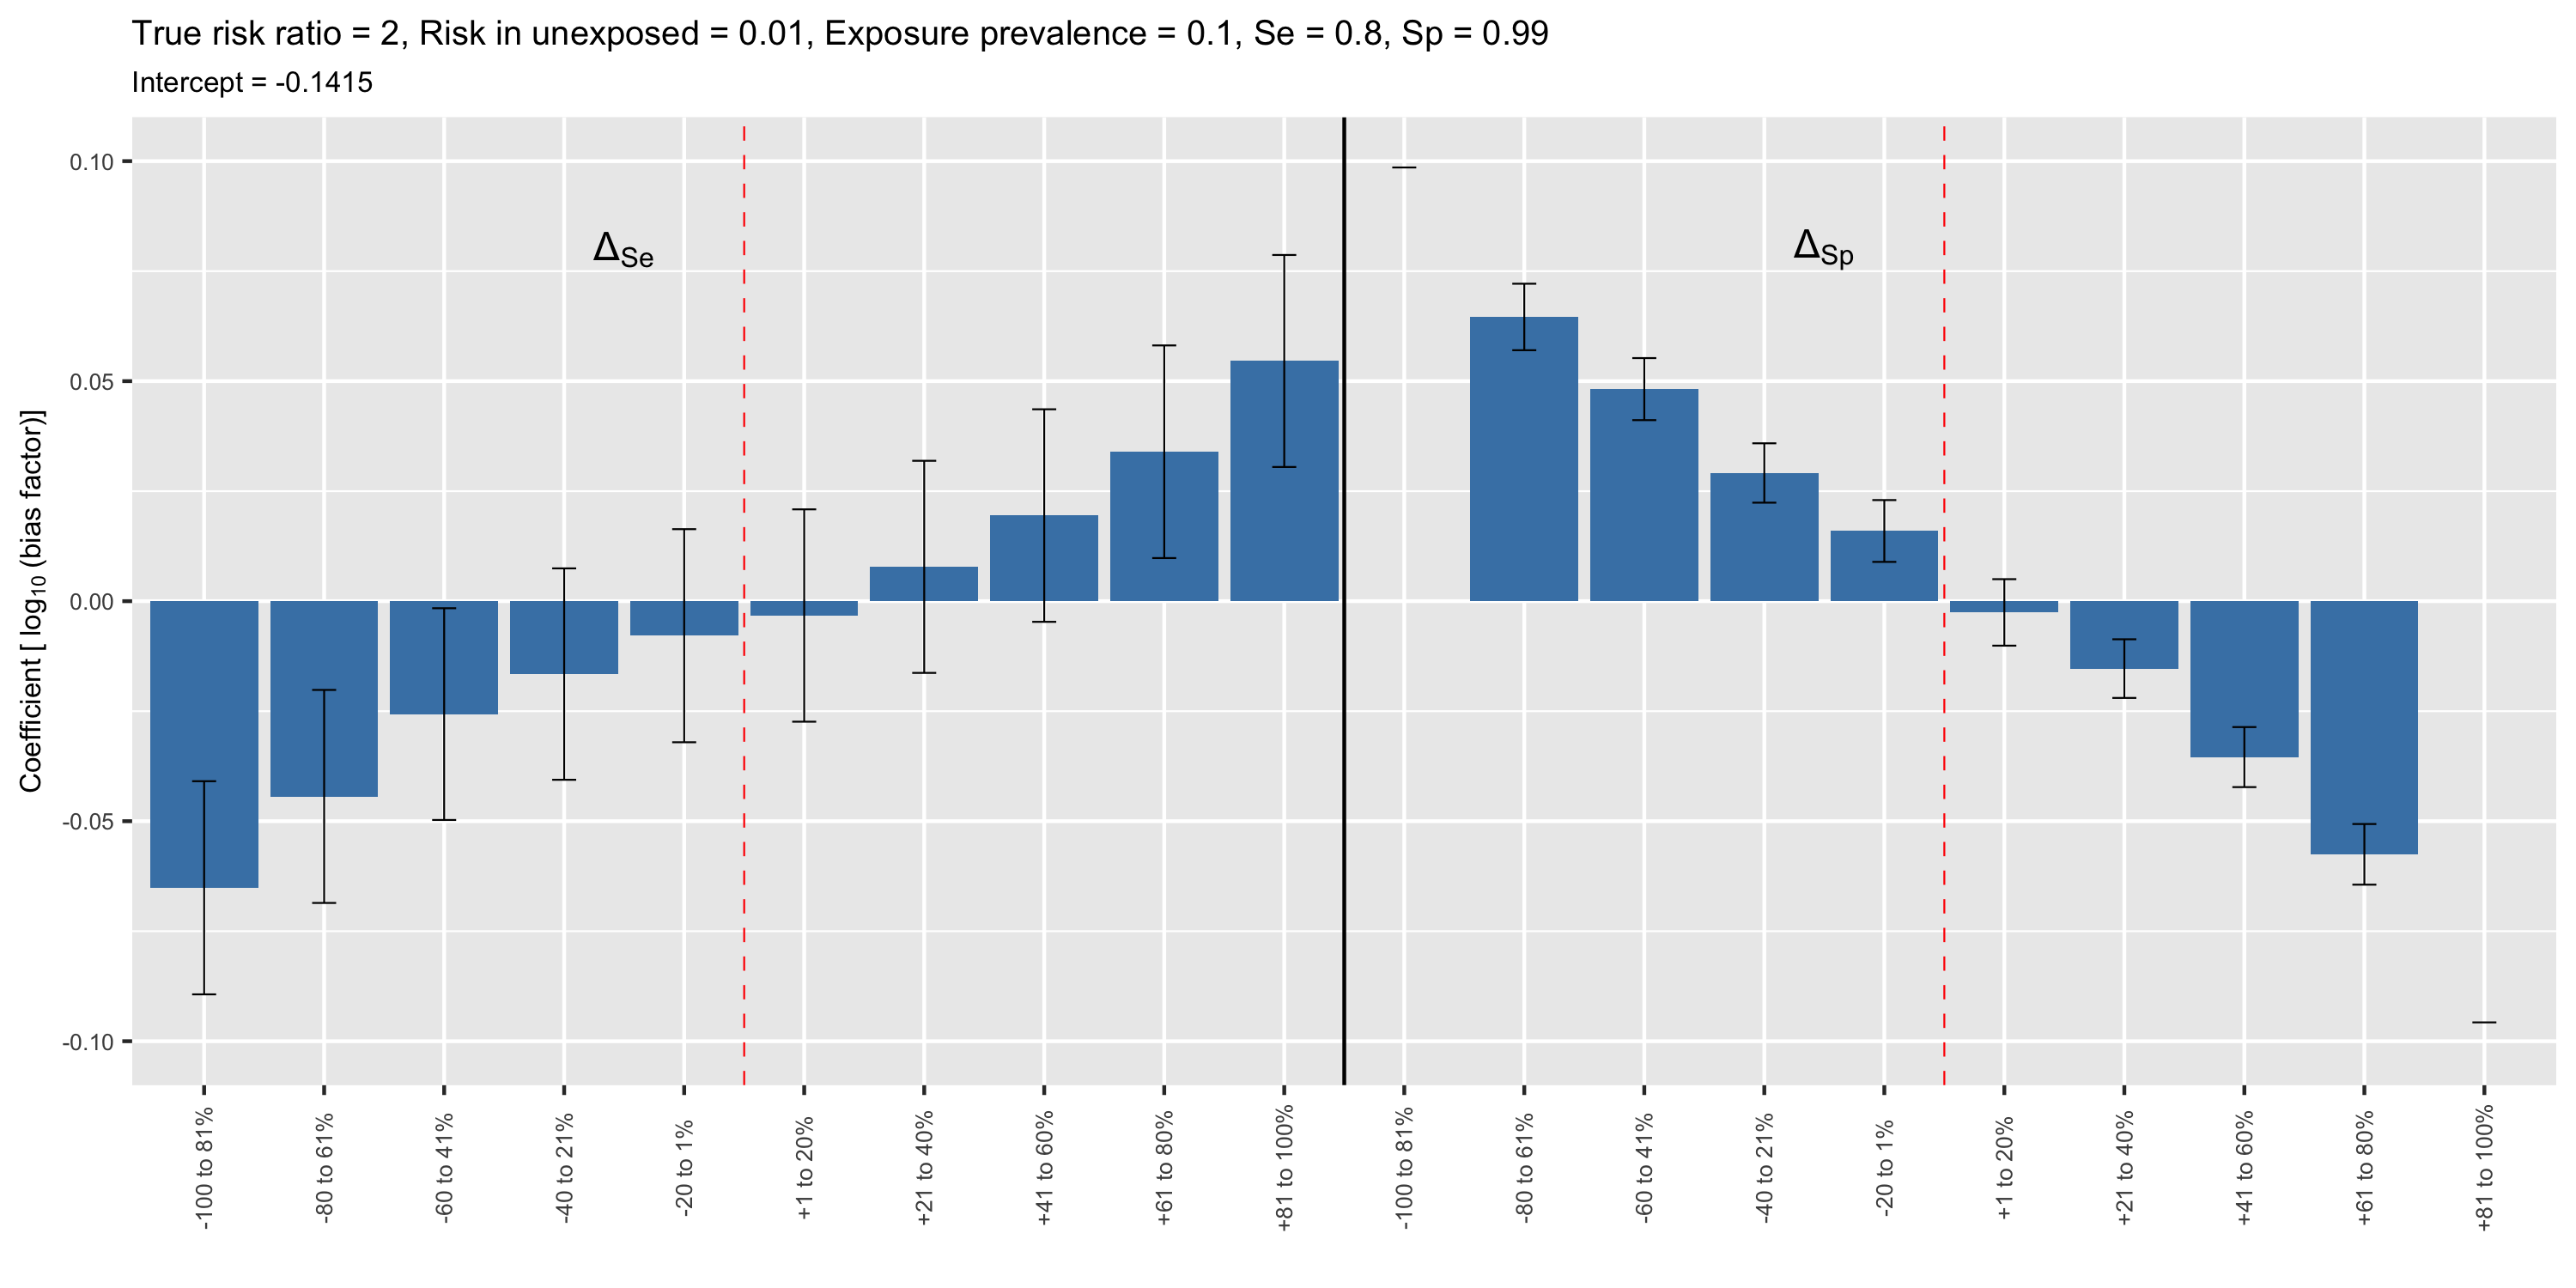 True risk ratio = 2, Risk in unexposed = 0.01, Exposure prevalence = 0.1, Se = 0.8, Sp = 0.99
Intercept = -0.1415
Coefficient [ log10 (bias factor)]
0.10
0.05
0.00
-0.05
-0.10
ΔSe
ΔSp
-100 to 81%
-80 to 61%
-60 to 41%
-40 to 21%
-20 to 1%
+1 to 20%
+21 to 40%
+41 to 60%
+61 to 80%
+81 to 100%
-100 to 81%
-80 to 61%
-60 to 41%
-40 to 21%
-20 to 1%
+1 to 20%
+21 to 40%
+41 to 60%
+61 to 80%
+81 to 100%